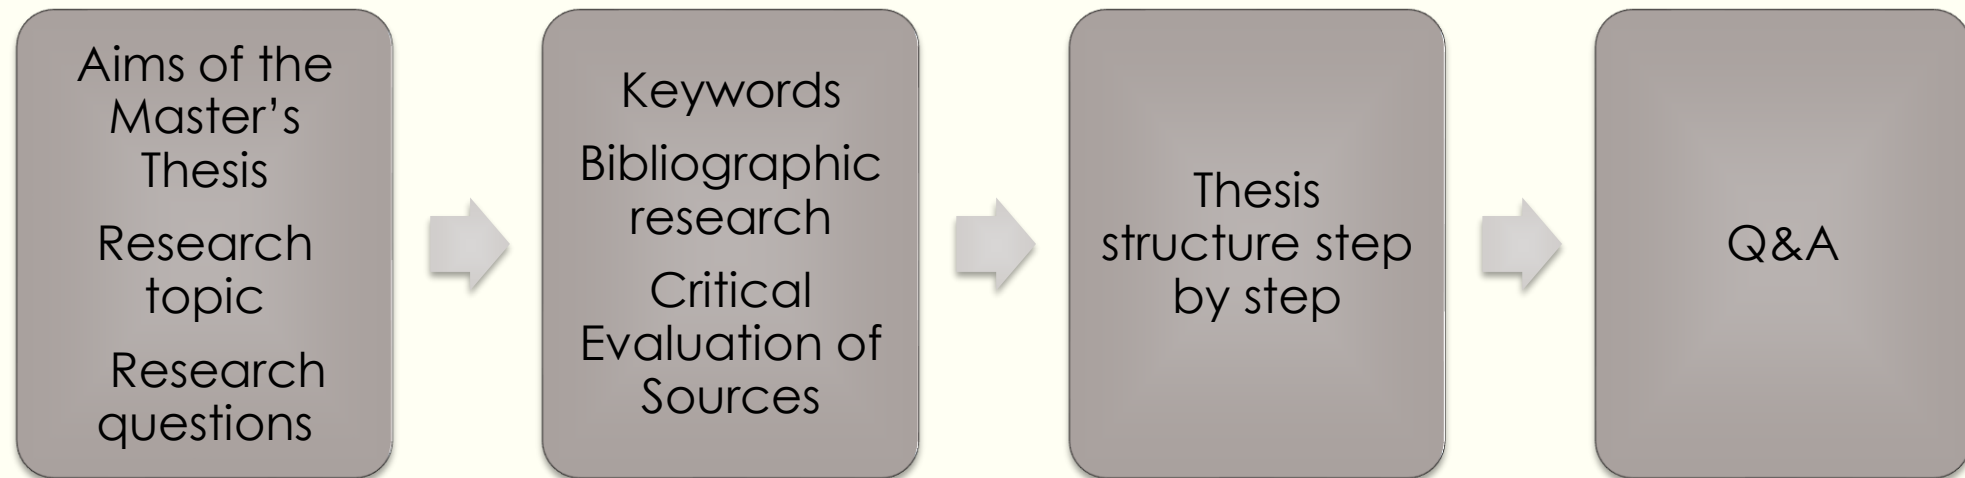 Aims of the
Master’s
Thesis
Research
topic
Research
questions
Keywords
Bibliographic
research
Critical
Evaluation of
Sources
Thesis
structure step
by step
Q&A